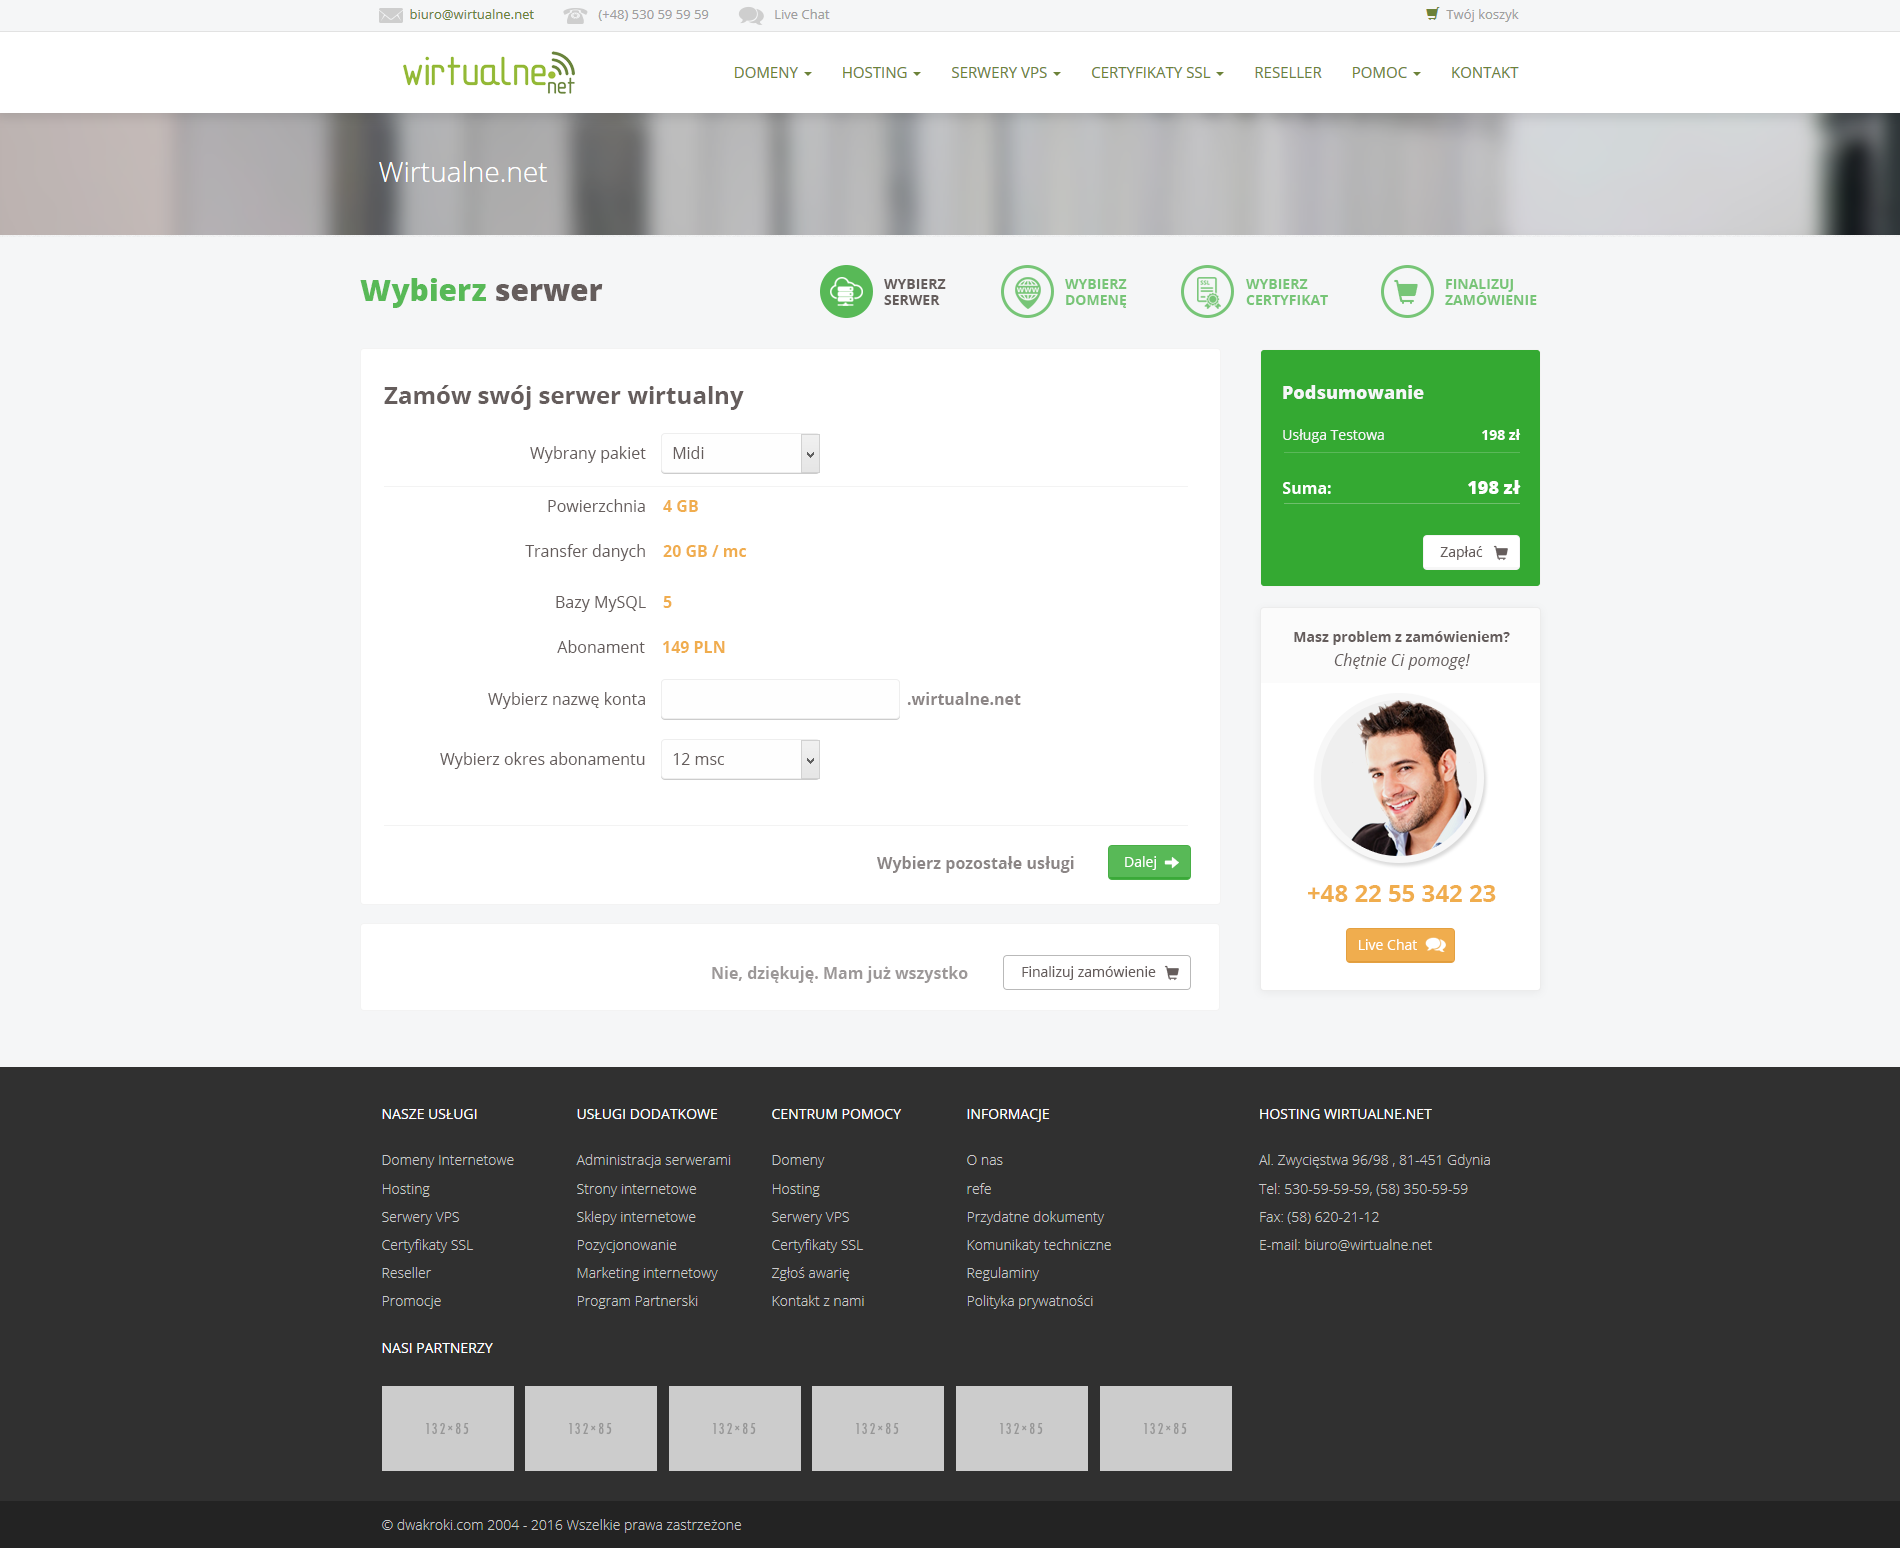 biuro@wirtualne.net (+48) 530 59 59 59 Live Chat Twój koszyk
wirtualne.net DOMENY HOSTING SERWERY VPS CERTYFIKATY SSL RESELLER POMOC KONTAKT
Wirtualne.net
Wybierz serwer
WYBIERZ SERWER
WWW
WYBIERZ DOMENĘ
SSL
WYBIERZ CERTYFIKAT
FINALIZUJ ZAMÓWIENIE
Zamów swój serwer wirtualny
Wybrany pakiet Midi
Powierzchnia 4 GB
Transfer danych 20 GB / mc
Bazy MySQL 5
Abonament 149 PLN
Wybierz nazwę konta .wirtualne.net
Wybierz okres abonamentu 12 msc
Wybierz pozostałe usługi Dalej
Nie, dziękuję. Mam już wszystko Finalizuj zamówienie
Podsumowanie
Usługa Testowa 198 zł
Suma: 198 zł
Zapłać
Masz problem z zamówieniem?
Chętnie Ci pomogę!
+48 22 55 342 23
Live Chat
NASZE USŁUGI
Domeny Internetowe
Hosting
Serwery VPS
Certyfikaty SSL
Reseller
Promocje
USŁUGI DODATKOWE
Administracja serwerami
Strony internetowe
Sklepy internetowe
Pozycjonowanie
Marketing internetowy
Program Partnerski
CENTRUM POMOCY
Domeny
Hosting
Serwery VPS
Certyfikaty SSL
Zgłoś awarię
Kontakt z nami
INFORMACJE
O nas
refe
Przydatne dokumenty
Komunikaty techniczne
Regulaminy
Polityka prywatności
HOSTING WIRTUALNE.NET
Al. Zwycięstwa 96/98 , 81-451 Gdynia
Tel: 530-59-59-59, (58) 350-59-59
Fax: (58) 620-21-12
E-mail: biuro@wirtualne.net
NASI PARTNERZY
132×85 132×85 132×85 132×85 132×85 132×85
© dwakroki.com 2004 - 2016 Wszelkie prawa zastrzeżone